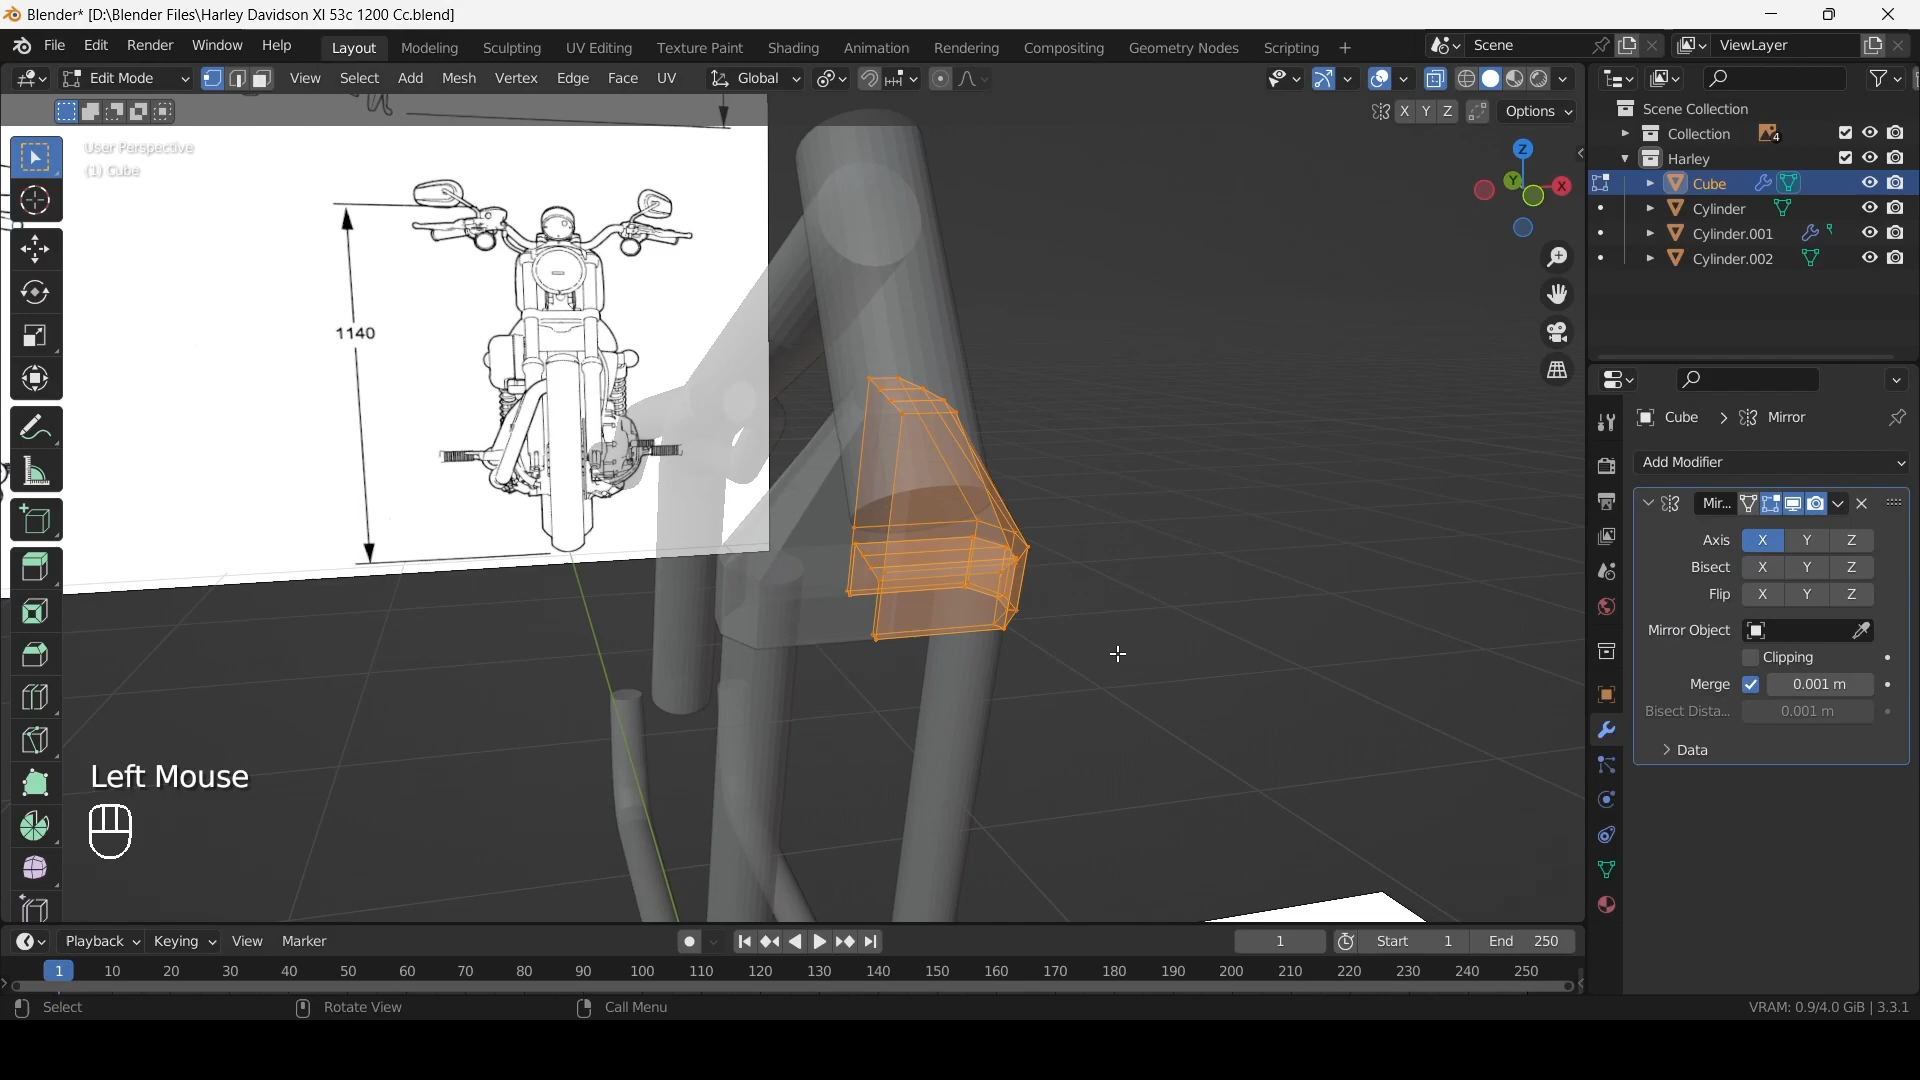 Blender* [D:\Blender Files\Harley Davidson Xl 53c 1200 Cc.blend]
File Edit Render Window Help Layout Modeling Sculpting UV Editing Texture Paint Shading Animation Rendering Compositing Geometry Nodes Scripting + Scene ViewLayer
Edit Mode View Select Add Mesh Vertex Edge Face UV Global
X Y Z Options
User Perspective
(1) Cube
1140
Z
Y
X
Left Mouse
Scene Collection
Collection 4
Harley
Cube
Cylinder
Cylinder.001
Cylinder.002
Cube > Mirror
Add Modifier
Mir...
Axis X Y Z
Bisect X Y Z
Flip X Y Z
Mirror Object
Clipping
Merge 0.001 m
Bisect Dista... 0.001 m
Data
Playback Keying View Marker 1 Start 1 End 250
1 10 20 30 40 50 60 70 80 90 100 110 120 130 140 150 160 170 180 190 200 210 220 230 240 250
Select Rotate View Call Menu VRAM: 0.9/4.0 GiB | 3.3.1